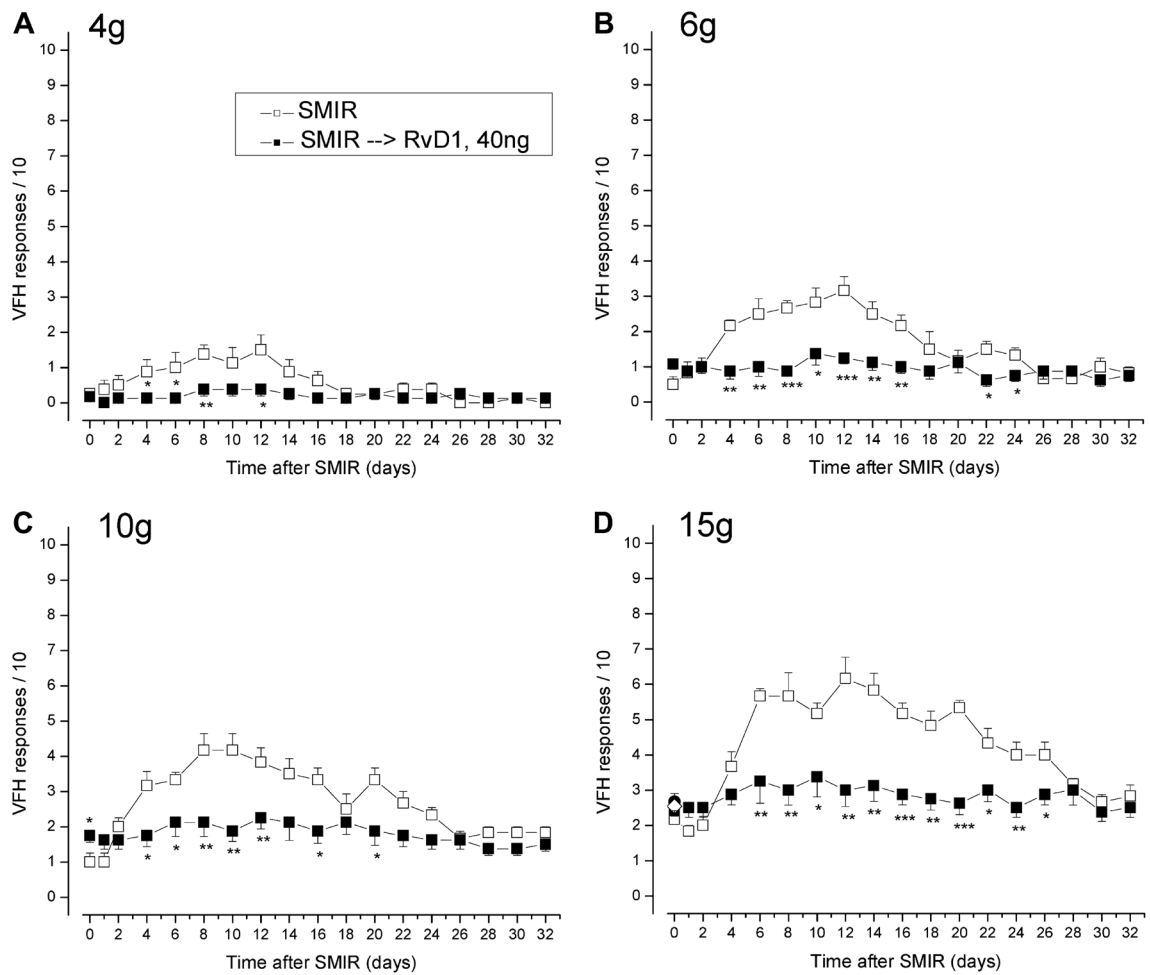 A
4g
VFH responses / 10
10
9
8
7
6
5
4
3
2
1
0
SMIR
SMIR --> RvD1, 40ng
* *
** *
0 2 4 6 8 10 12 14 16 18 20 22 24 26 28 30 32
Time after SMIR (days)
B
6g
VFH responses / 10
10
9
8
7
6
5
4
3
2
1
0
** ** *** * *** ** **
* *
0 2 4 6 8 10 12 14 16 18 20 22 24 26 28 30 32
Time after SMIR (days)
C
10g
VFH responses / 10
10
9
8
7
6
5
4
3
2
1
0
*
* * ** ** ** * *
0 2 4 6 8 10 12 14 16 18 20 22 24 26 28 30 32
Time after SMIR (days)
D
15g
VFH responses / 10
10
9
8
7
6
5
4
3
2
1
0
** ** * ** ** *** ** *** * ** *
0 2 4 6 8 10 12 14 16 18 20 22 24 26 28 30 32
Time after SMIR (days)